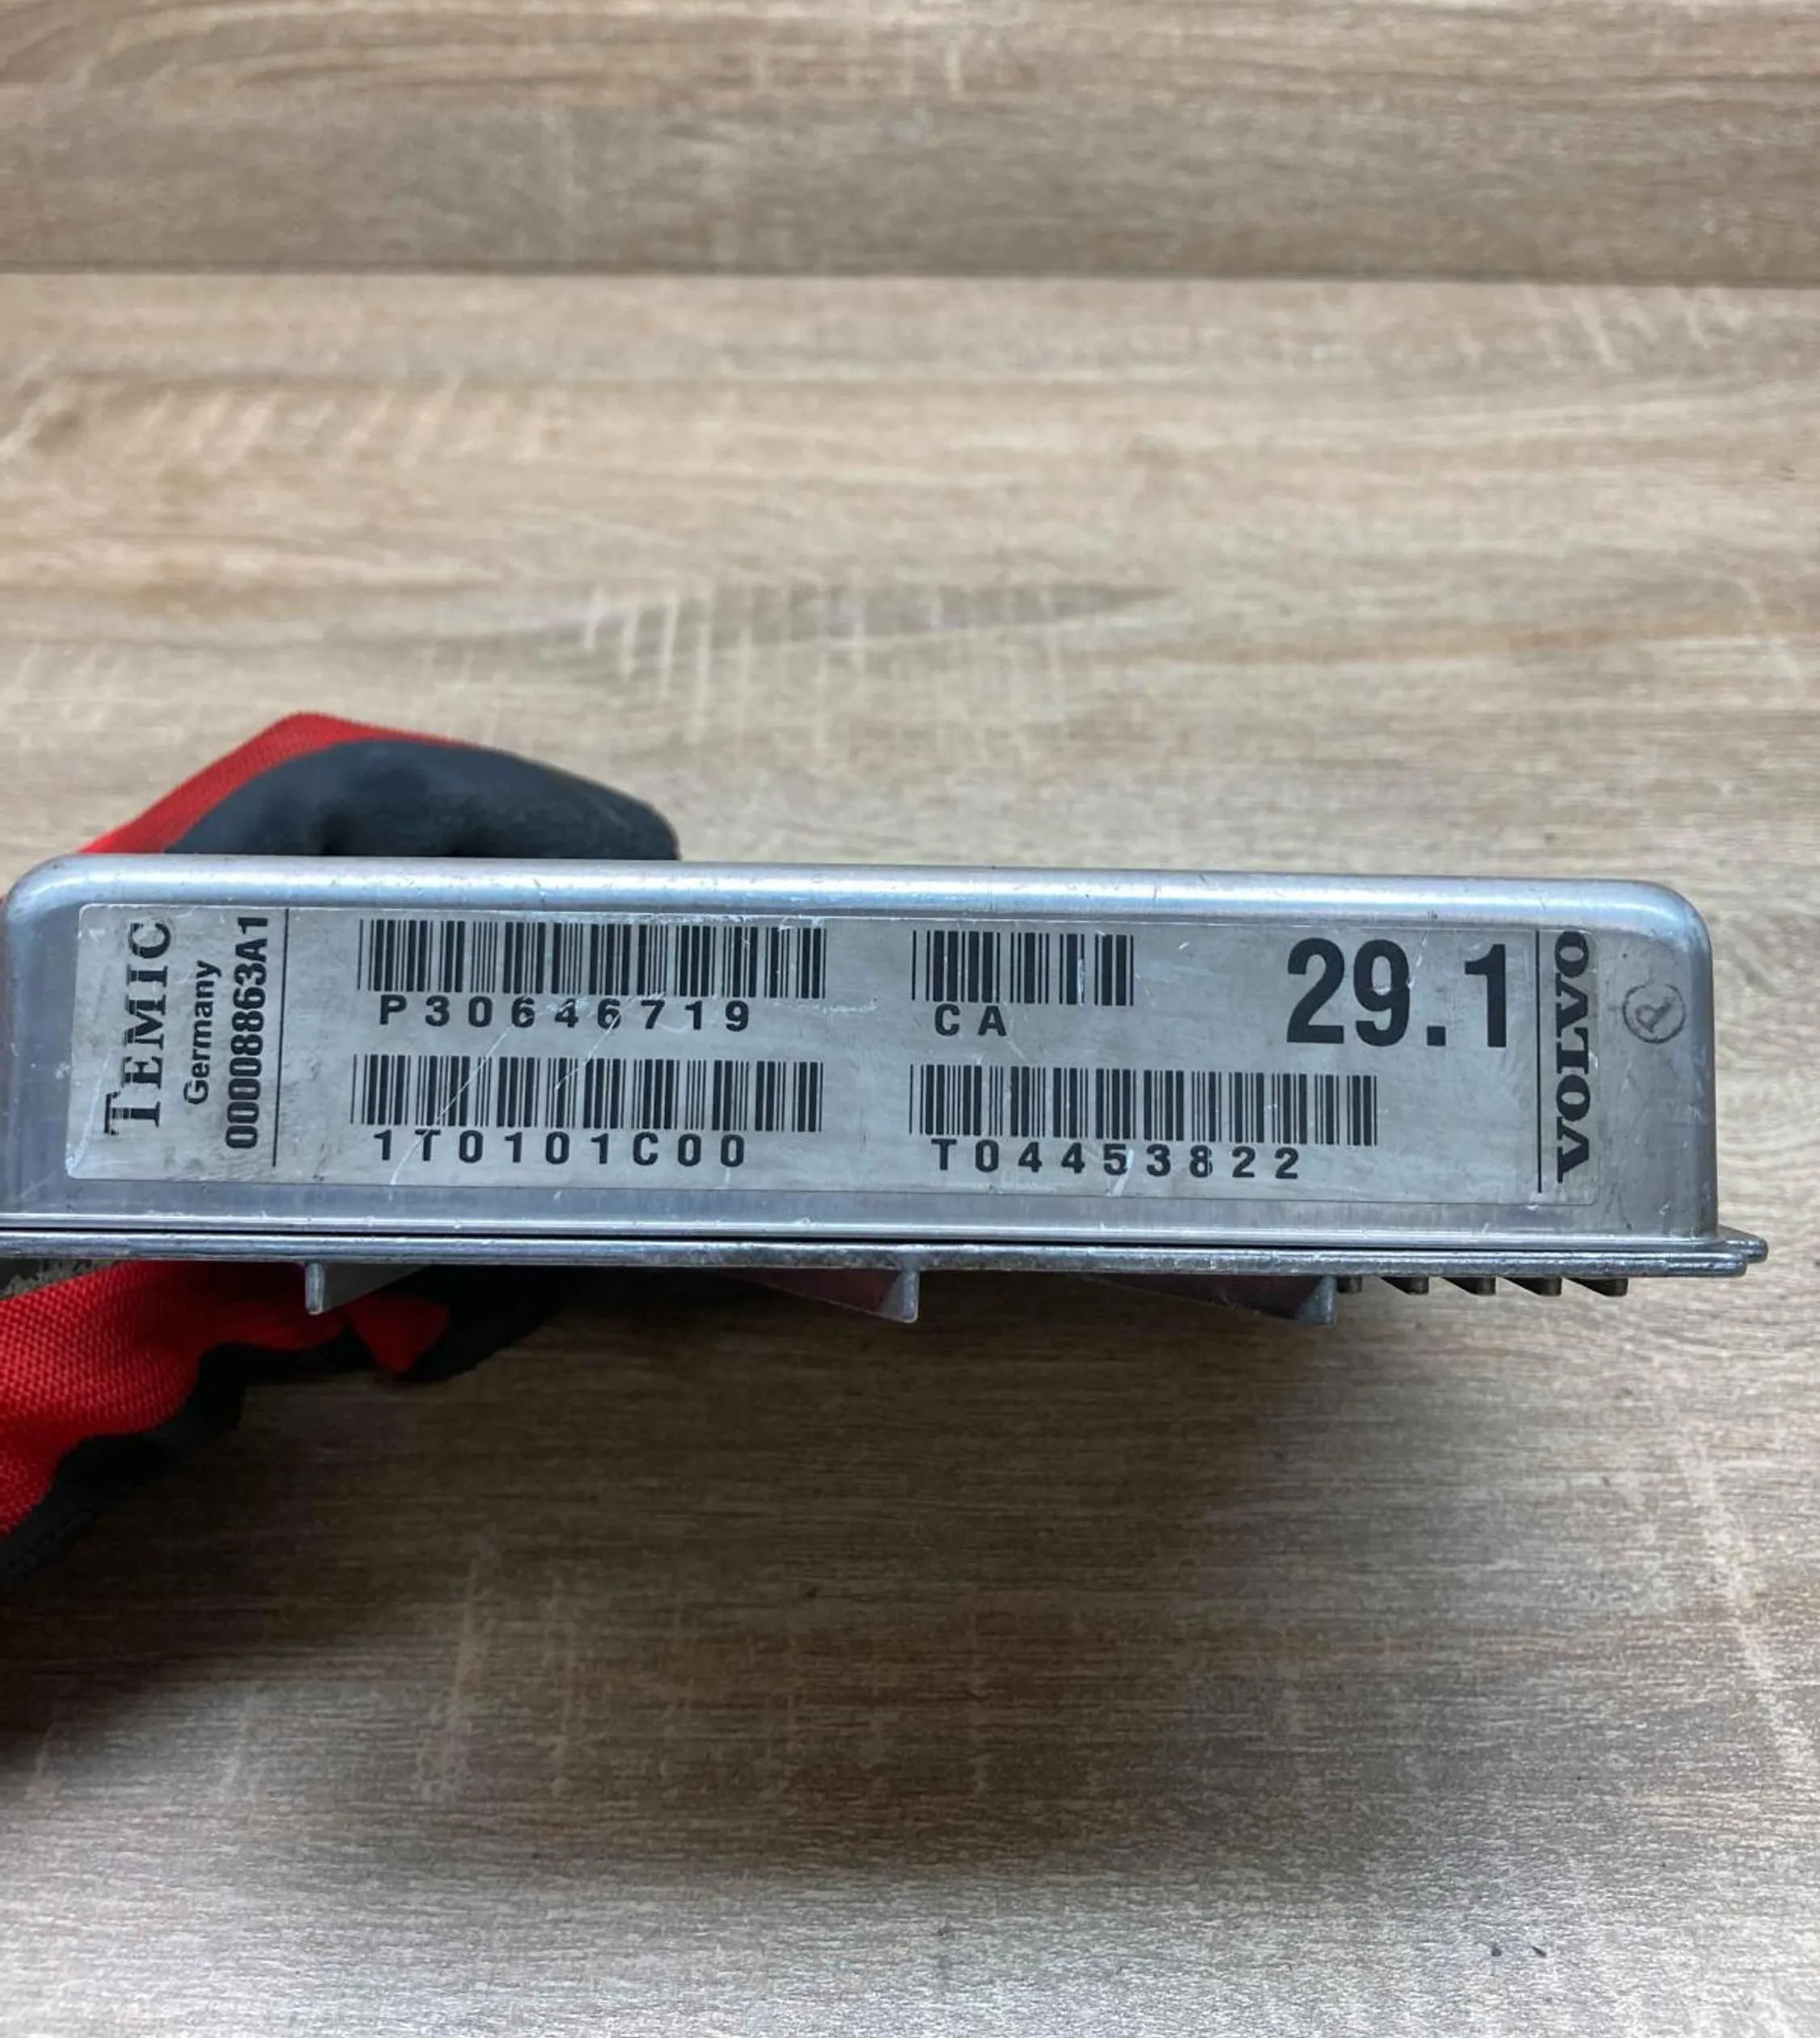 TEMIC
Germany
00008863A1
P30646719
CA
29.1
1T0101C00
T04453822
VOLVO
R